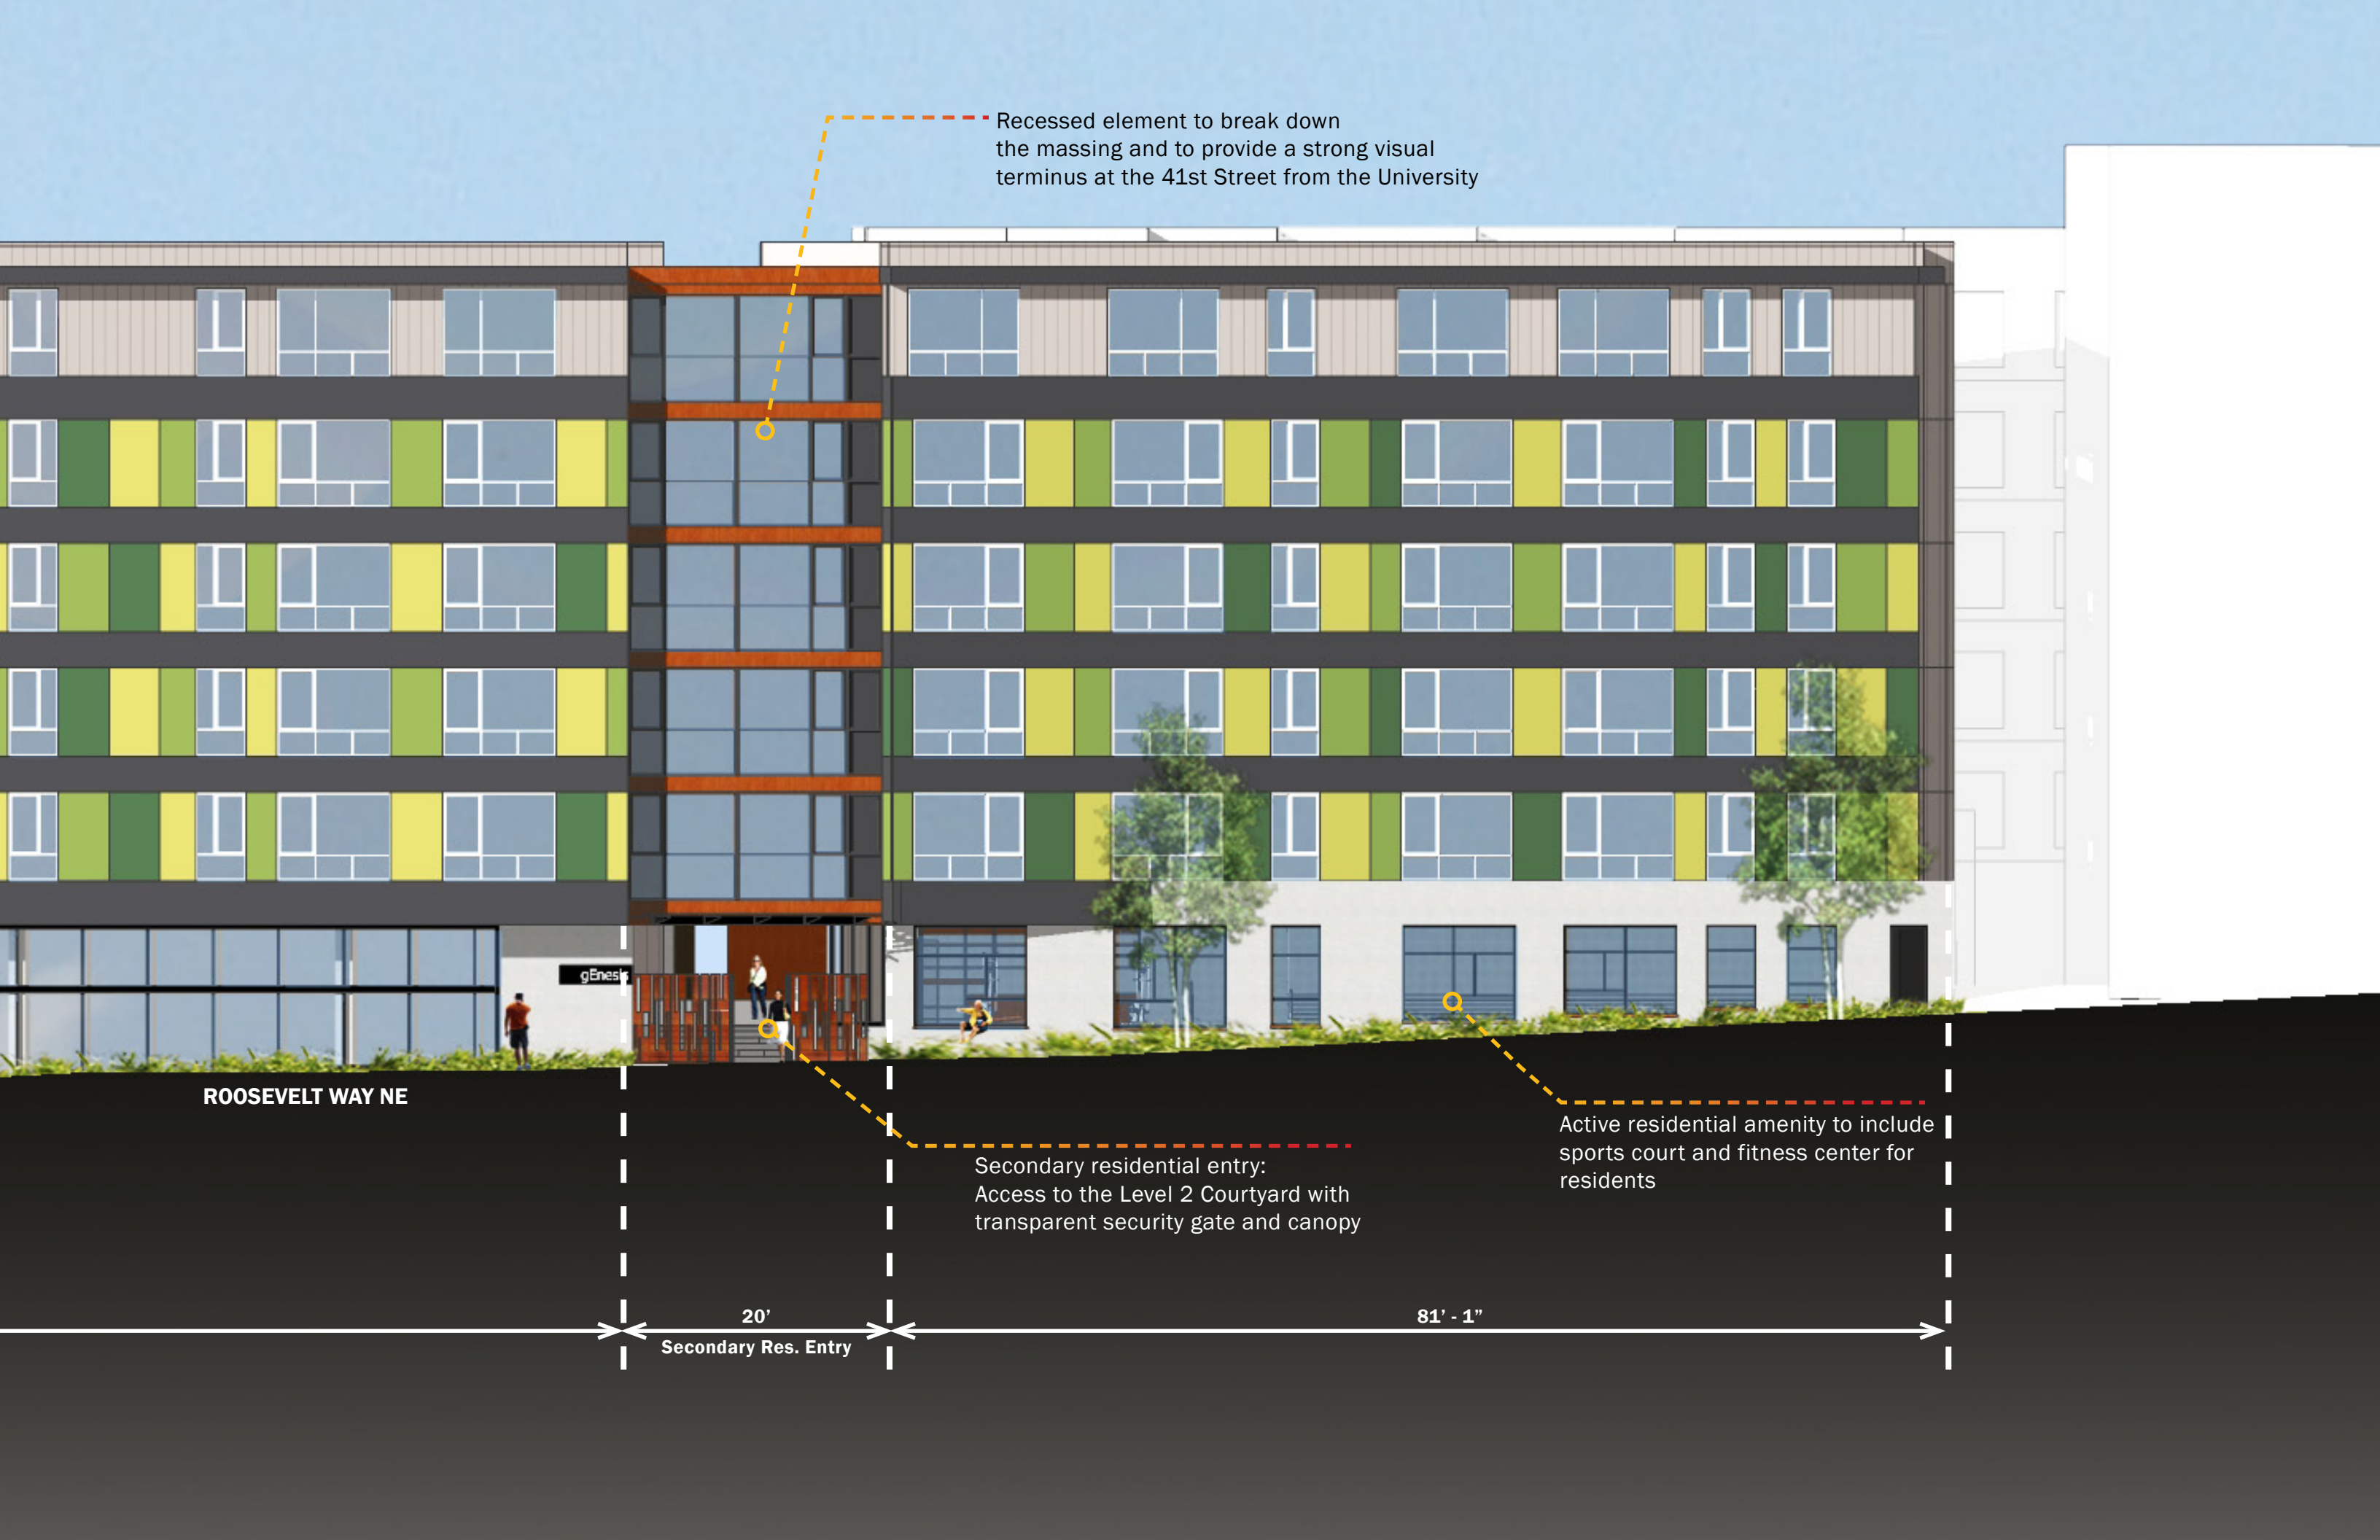 Recessed element to break down
the massing and to provide a strong visual
terminus at the 41st Street from the University
gEnesis
ROOSEVELT WAY NE
Active residential amenity to include
sports court and fitness center for
residents
Secondary residential entry:
Access to the Level 2 Courtyard with
transparent security gate and canopy
20’
81’ - 1”
Secondary Res. Entry